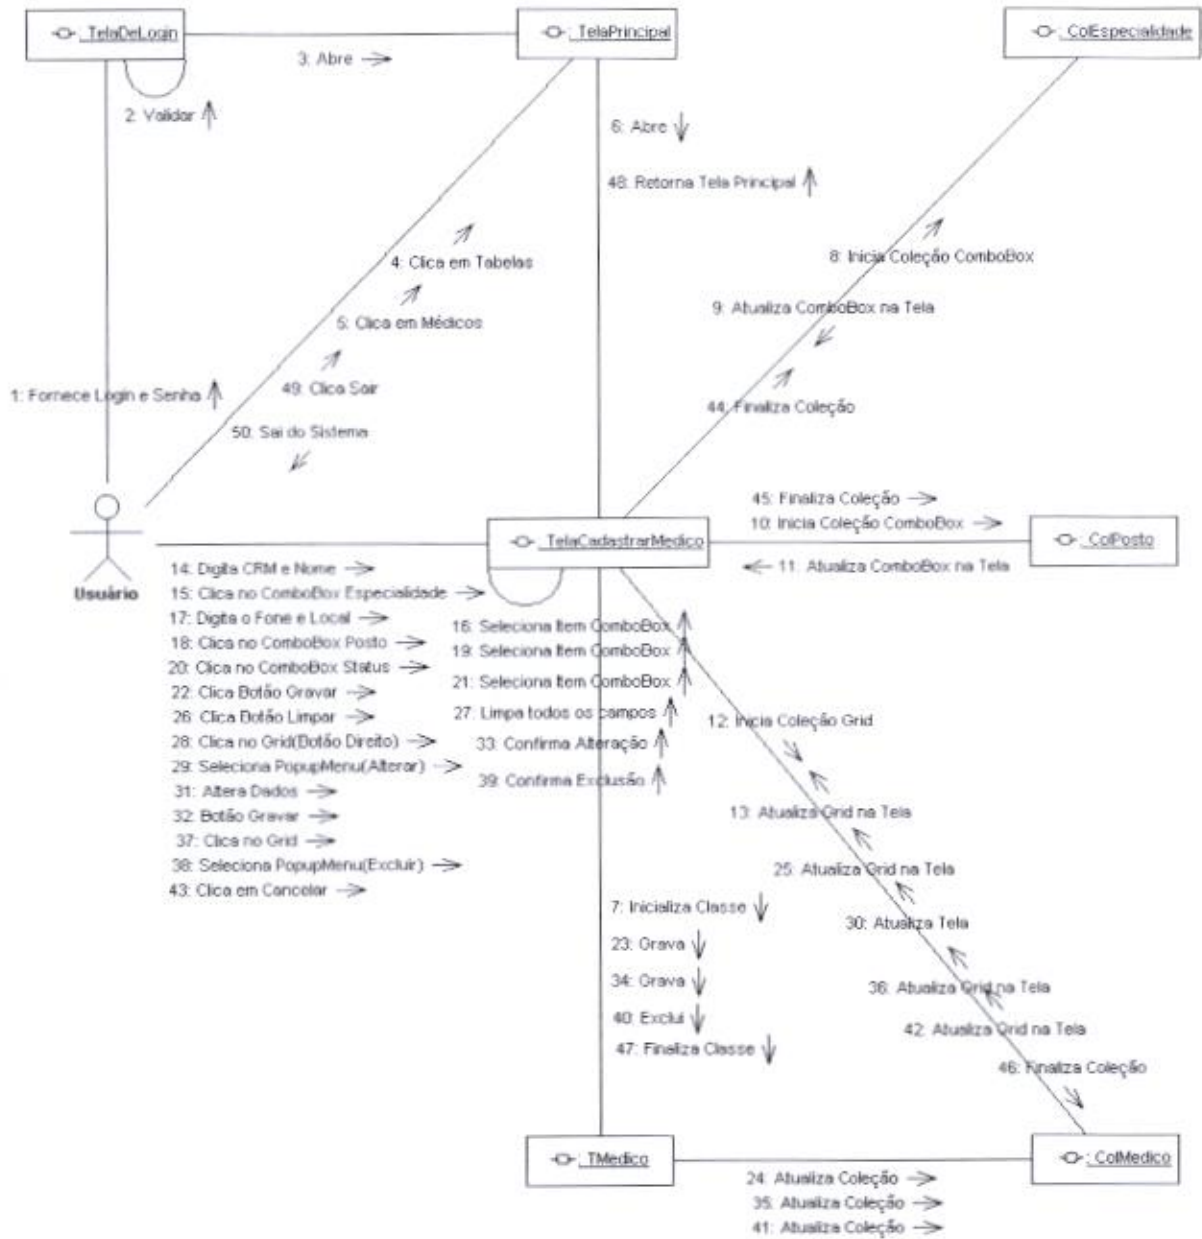 : TelaDeLogin
: TelaPrincipal
: ColEspecialidade
3: Abre
2: Validar
6: Abre
48: Retorna Tela Principal
4: Clica em Tabelas
8: Inicia Coleção ComboBox
5: Clica em Médicos
9: Atualiza ComboBox na Tela
1: Fornece Login e Senha
49: Clica Sair
44: Finaliza Coleção
50: Sai do Sistema
45: Finaliza Coleção
10: Inicia Coleção ComboBox
: TelaCadastrarMedico
: ColPosto
11: Atualiza ComboBox na Tela
Usuário
14: Digita CRM e Nome
15: Clica no ComboBox Especialidade
17: Digita o Fone e Local
18: Clica no ComboBox Posto
20: Clica no ComboBox Status
22: Clica Botão Gravar
26: Clica Botão Limpar
28: Clica no Grid(Botão Direito)
29: Seleciona PopupMenu(Alterar)
31: Altera Dados
32: Botão Gravar
37: Clica no Grid
38: Seleciona PopupMenu(Excluir)
43: Clica em Cancelar
16: Seleciona Item ComboBox
19: Seleciona Item ComboBox
21: Seleciona Item ComboBox
27: Limpa todos os campos
33: Confirma Alteração
39: Confirma Exclusão
12: Inicia Coleção Grid
13: Atualiza Grid na Tela
25: Atualiza Grid na Tela
30: Atualiza Tela
36: Atualiza Grid na Tela
42: Atualiza Grid na Tela
46: Finaliza Coleção
7: Inicializa Classe
23: Grava
34: Grava
40: Exclui
47: Finaliza Classe
: TMedico
: ColMedico
24: Atualiza Coleção
35: Atualiza Coleção
41: Atualiza Coleção